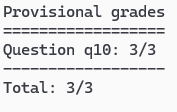 Provisional grades
==================
Question q10: 3/3
------------------
Total: 3/3